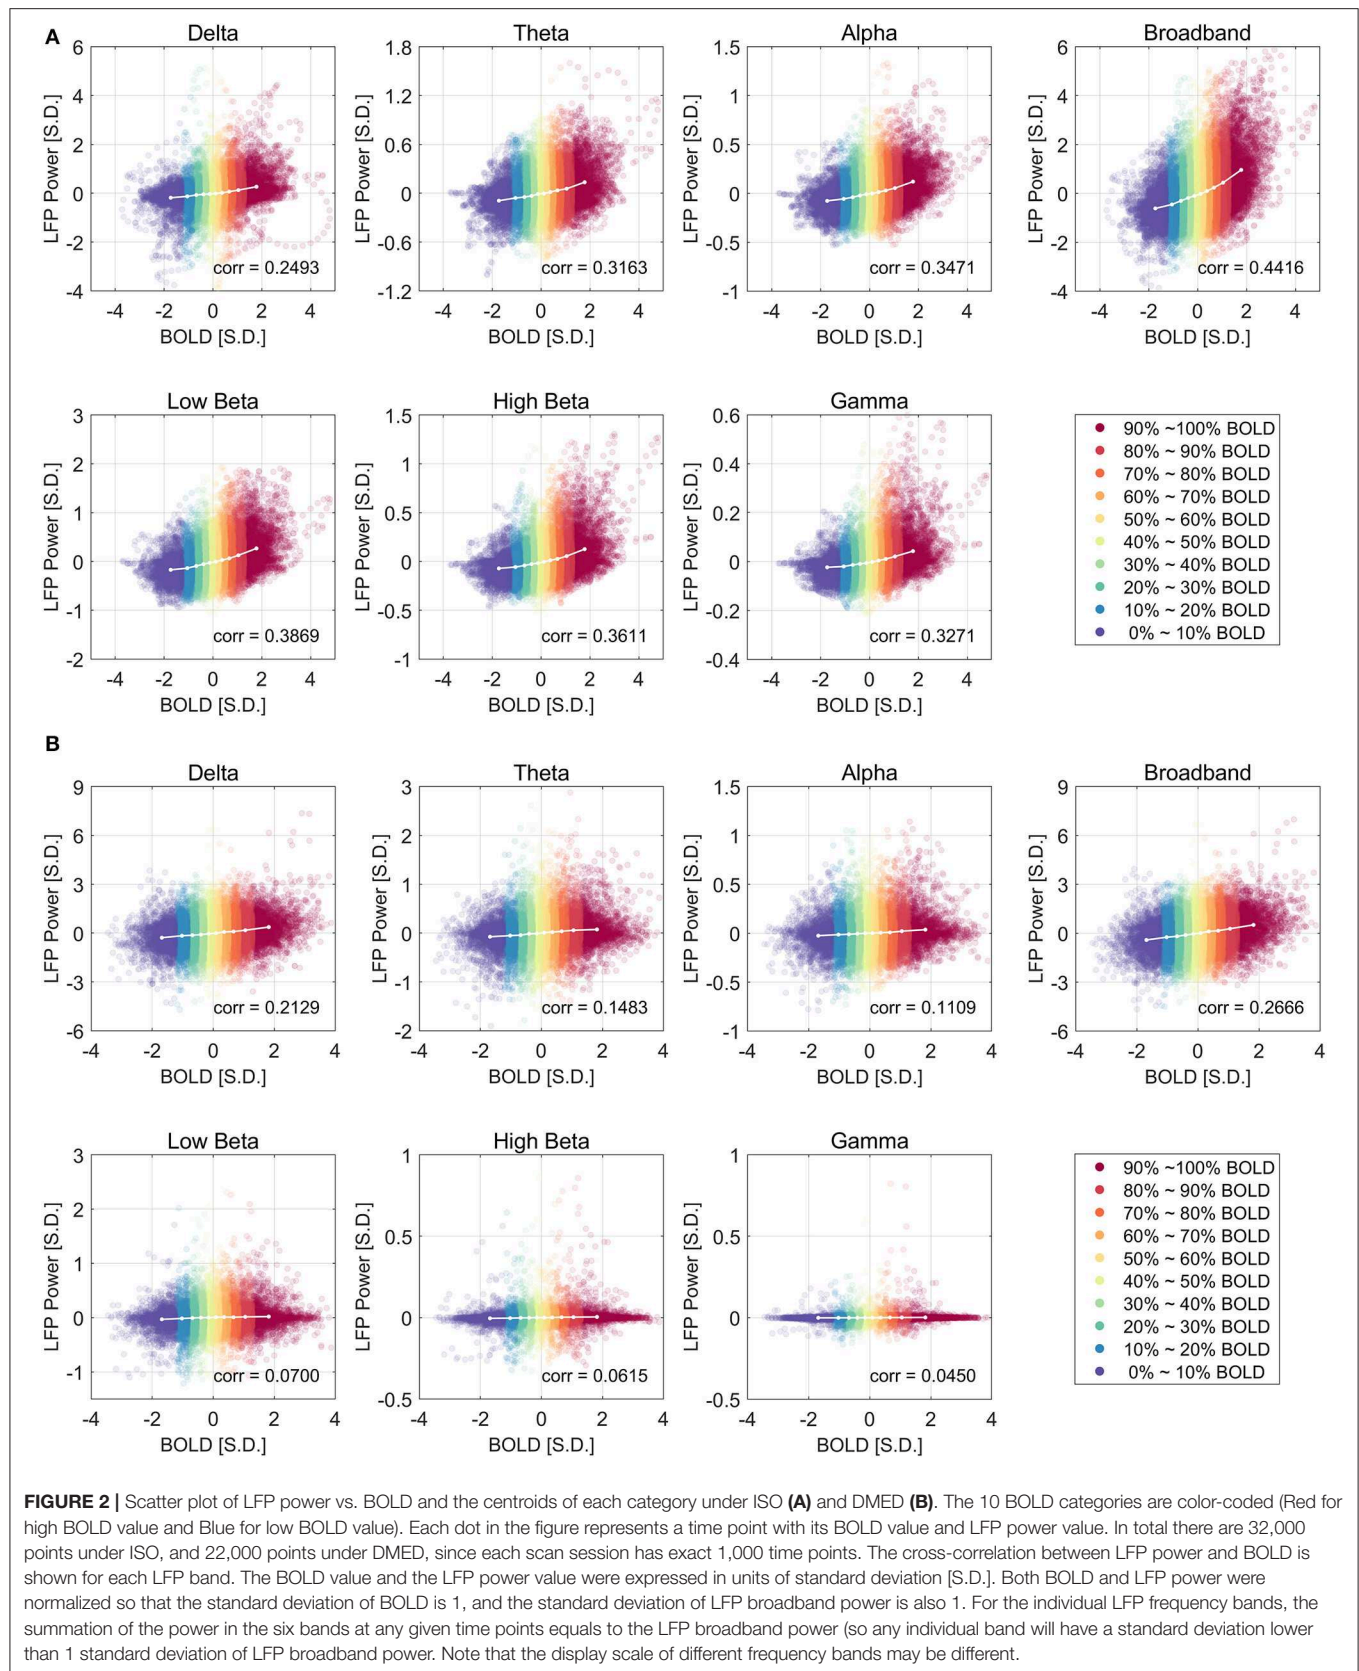 A
Delta
Theta
Alpha
Broadband
LFP Power [S.D.]
6
4
2
0
-2
-4
-4 -2 0 2 4
BOLD [S.D.]
corr = 0.2493
LFP Power [S.D.]
1.8
1.2
0.6
0
-0.6
-1.2
-4 -2 0 2 4
BOLD [S.D.]
corr = 0.3163
LFP Power [S.D.]
1.5
1
0.5
0
-0.5
-1
-4 -2 0 2 4
BOLD [S.D.]
corr = 0.3471
LFP Power [S.D.]
6
4
2
0
-2
-4
-4 -2 0 2 4
BOLD [S.D.]
corr = 0.4416
Low Beta
High Beta
Gamma
LFP Power [S.D.]
3
2
1
0
-1
-2
-4 -2 0 2 4
BOLD [S.D.]
corr = 0.3869
LFP Power [S.D.]
1.5
1
0.5
0
-0.5
-1
-4 -2 0 2 4
BOLD [S.D.]
corr = 0.3611
LFP Power [S.D.]
0.6
0.4
0.2
0
-0.2
-0.4
-4 -2 0 2 4
BOLD [S.D.]
corr = 0.3271
90% ~100% BOLD
80% ~ 90% BOLD
70% ~ 80% BOLD
60% ~ 70% BOLD
50% ~ 60% BOLD
40% ~ 50% BOLD
30% ~ 40% BOLD
20% ~ 30% BOLD
10% ~ 20% BOLD
0% ~ 10% BOLD
B
Delta
Theta
Alpha
Broadband
LFP Power [S.D.]
9
6
3
0
-3
-6
-4 -2 0 2 4
BOLD [S.D.]
corr = 0.2129
LFP Power [S.D.]
3
2
1
0
-1
-2
-4 -2 0 2 4
BOLD [S.D.]
corr = 0.1483
LFP Power [S.D.]
1.5
1
0.5
0
-0.5
-1
-4 -2 0 2 4
BOLD [S.D.]
corr = 0.1109
LFP Power [S.D.]
9
6
3
0
-3
-6
-4 -2 0 2 4
BOLD [S.D.]
corr = 0.2666
Low Beta
High Beta
Gamma
LFP Power [S.D.]
3
2
1
0
-1
-4 -2 0 2 4
BOLD [S.D.]
corr = 0.0700
LFP Power [S.D.]
1
0.5
0
-0.5
-4 -2 0 2 4
BOLD [S.D.]
corr = 0.0615
LFP Power [S.D.]
1
0.5
0
-0.5
-4 -2 0 2 4
BOLD [S.D.]
corr = 0.0450
90% ~100% BOLD
80% ~ 90% BOLD
70% ~ 80% BOLD
60% ~ 70% BOLD
50% ~ 60% BOLD
40% ~ 50% BOLD
30% ~ 40% BOLD
20% ~ 30% BOLD
10% ~ 20% BOLD
0% ~ 10% BOLD
FIGURE 2 | Scatter plot of LFP power vs. BOLD and the centroids of each category under ISO (A) and DMED (B). The 10 BOLD categories are color-coded (Red for
high BOLD value and Blue for low BOLD value). Each dot in the figure represents a time point with its BOLD value and LFP power value. In total there are 32,000
points under ISO, and 22,000 points under DMED, since each scan session has exact 1,000 time points. The cross-correlation between LFP power and BOLD is
shown for each LFP band. The BOLD value and the LFP power value were expressed in units of standard deviation [S.D.]. Both BOLD and LFP power were
normalized so that the standard deviation of BOLD is 1, and the standard deviation of LFP broadband power is also 1. For the individual LFP frequency bands, the
summation of the power in the six bands at any given time points equals to the LFP broadband power (so any individual band will have a standard deviation lower
than 1 standard deviation of LFP broadband power. Note that the display scale of different frequency bands may be different.